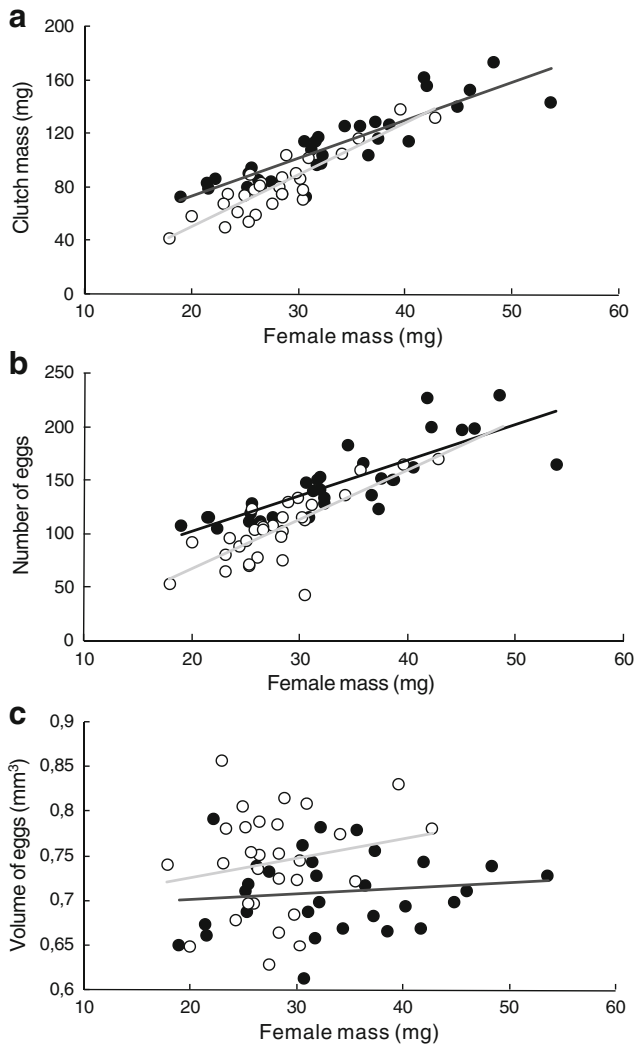 a
160
120
80
40
0
10 20 30 40 50 60
Clutch mass (mg)
Female mass (mg)
b
250
200
150
100
50
0
10 20 30 40 50 60
Number of eggs
Female mass (mg)
c
0,9
0,85
0,8
0,75
0,7
0,65
0,6
10 20 30 40 50 60
Volume of eggs (mm³)
Female mass (mg)